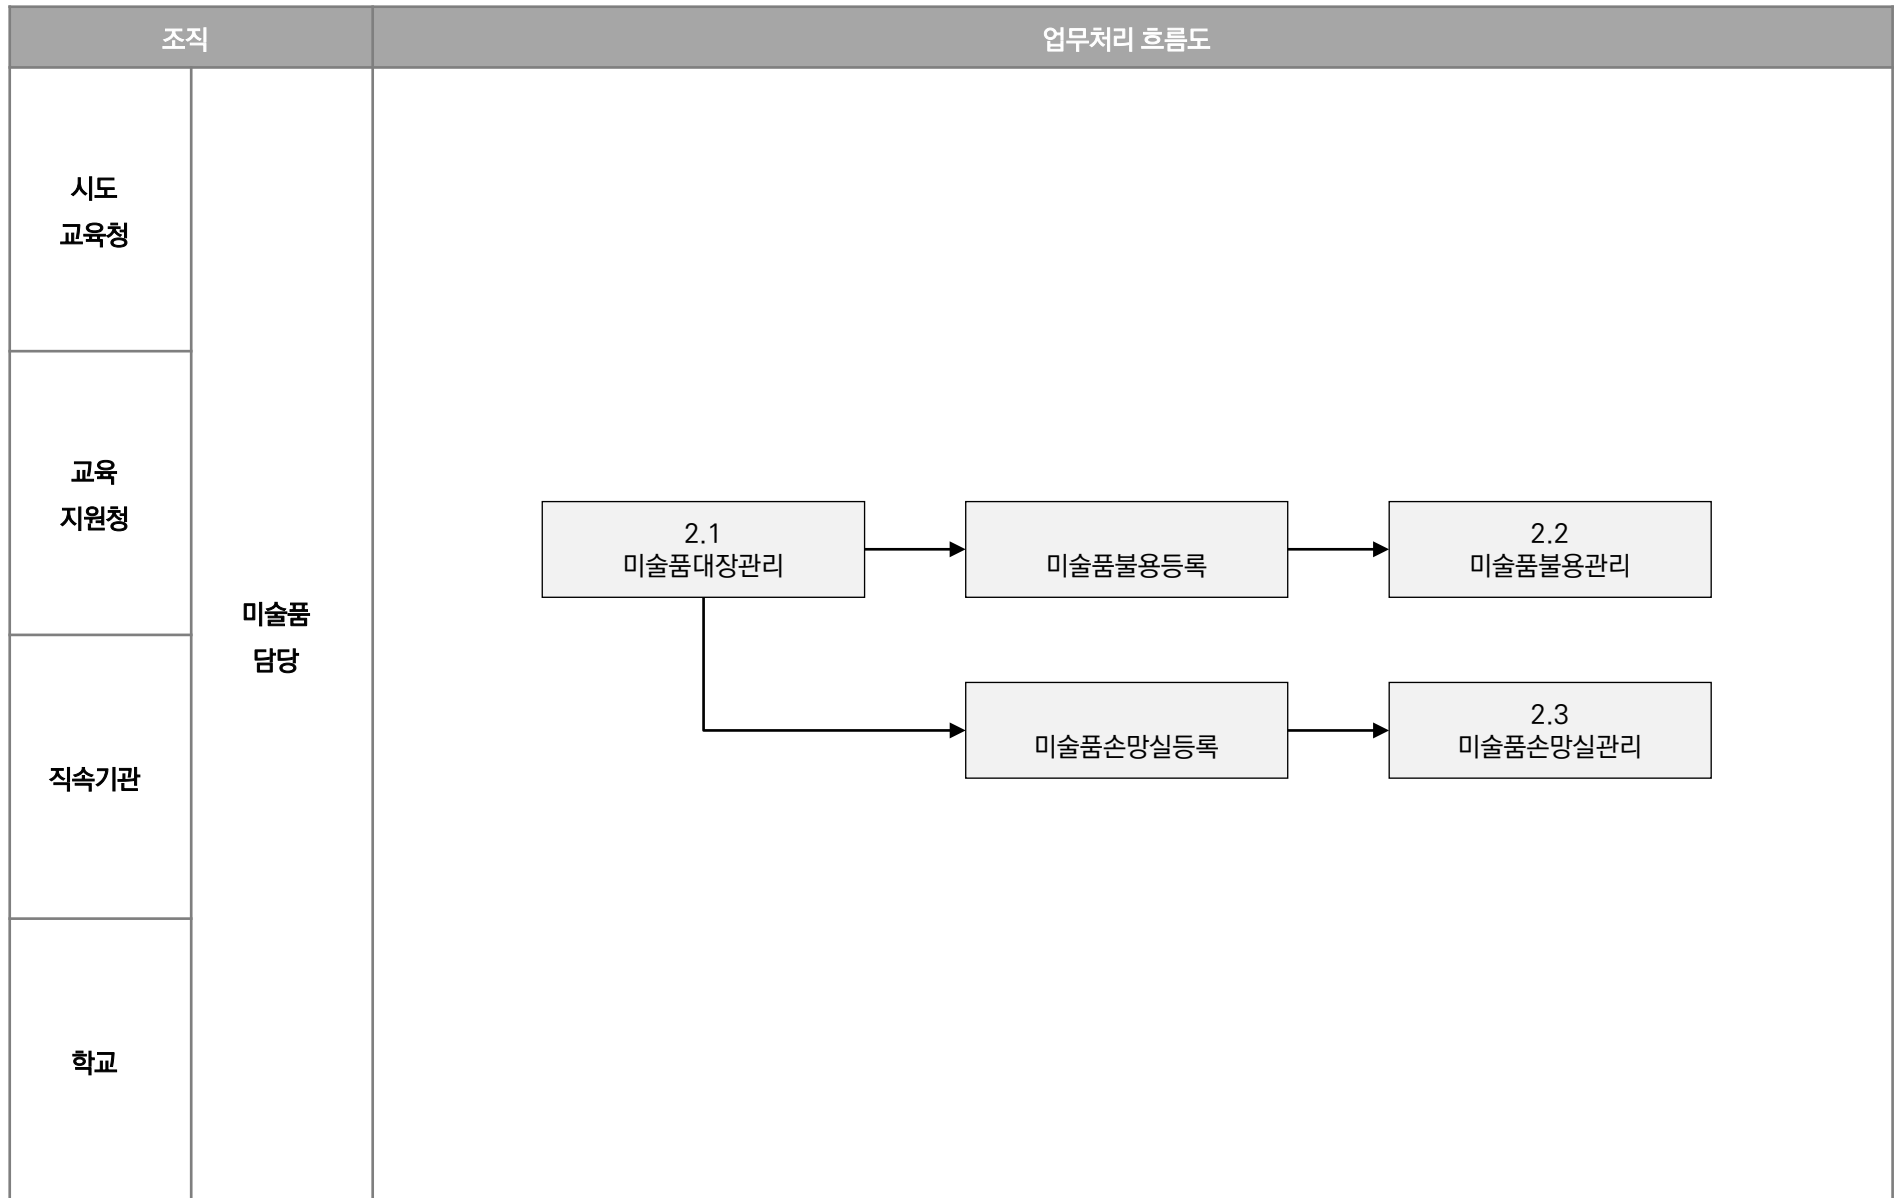 조직
업무처리 흐름도
시도
교육청
교육
지원청
직속기관
학교
미술품
담당
2.1
미술품대장관리
미술품불용등록
2.2
미술품불용관리
미술품손망실등록
2.3
미술품손망실관리